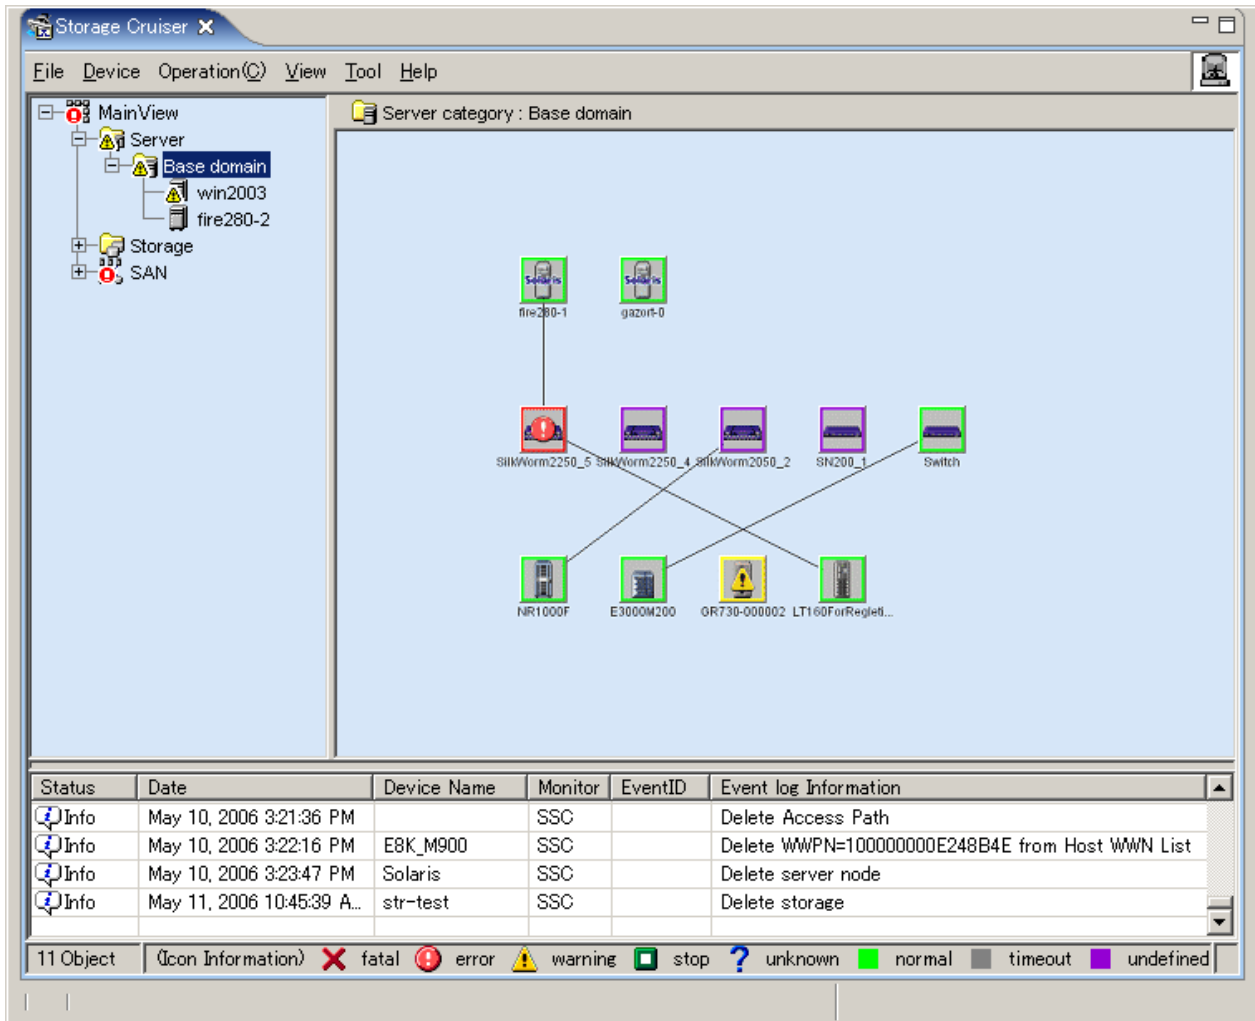 Storage Cruiser
File Device Operation(C) View Tool Help
MainView
Server
Base domain
win2003
fire280-2
Storage
SAN
Server category : Base domain
Solaris Solaris
fire280-1 gazort-0
SilkWorm2250_5 SilkWorm2250_4 SilkWorm2050_2 SN200_1 Switch
NR1000F E3000M200 GR730-000002 LT160ForRegleti...
Status Date Device Name Monitor EventID Event log Information
Info May 10, 2006 3:21:36 PM SSC Delete Access Path
Info May 10, 2006 3:22:16 PM E8K_M900 SSC Delete WWPN=100000000E248B4E from Host WWN List
Info May 10, 2006 3:23:47 PM Solaris SSC Delete server node
Info May 11, 2006 10:45:39 A... str-test SSC Delete storage
11 Object (Icon Information) fatal error warning stop unknown normal timeout undefined